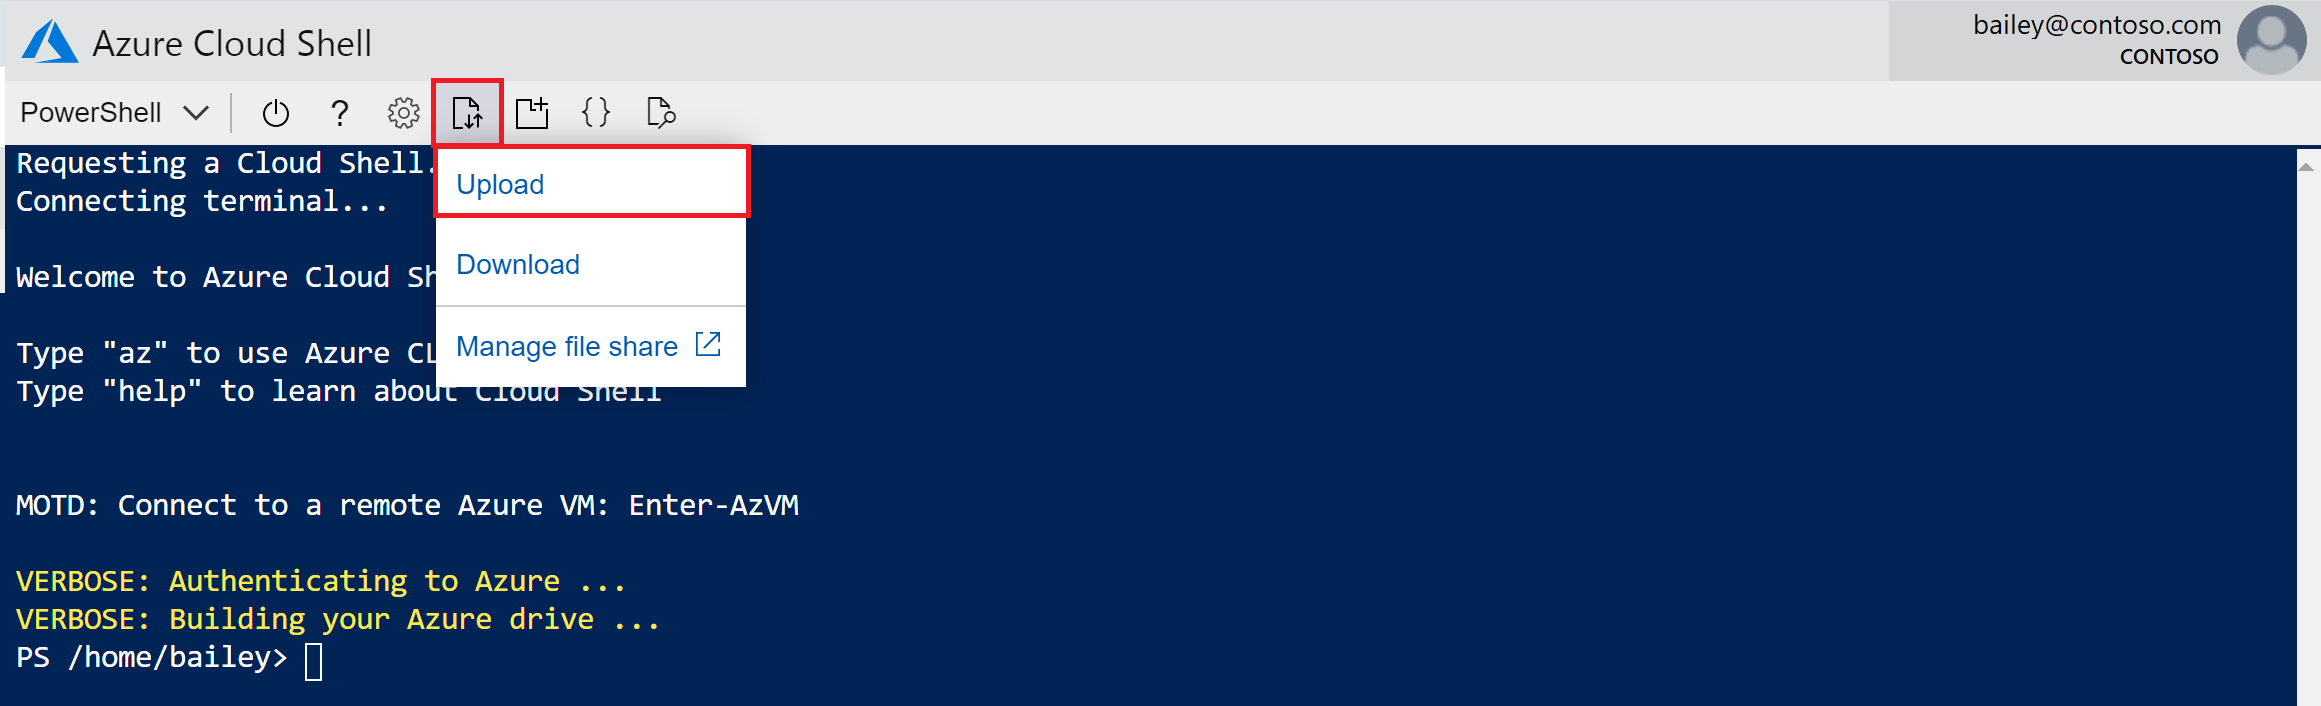 Azure Cloud Shell
bailey@contoso.com
CONTOSO
PowerShell
?
{}
Requesting a Cloud Shell.
Connecting terminal...
Upload
Download
Manage file share
Welcome to Azure Cloud Sh
Type "az" to use Azure CL
Type "help" to learn about Cloud Shell
MOTD: Connect to a remote Azure VM: Enter-AzVM
VERBOSE: Authenticating to Azure ...
VERBOSE: Building your Azure drive ...
PS /home/bailey>